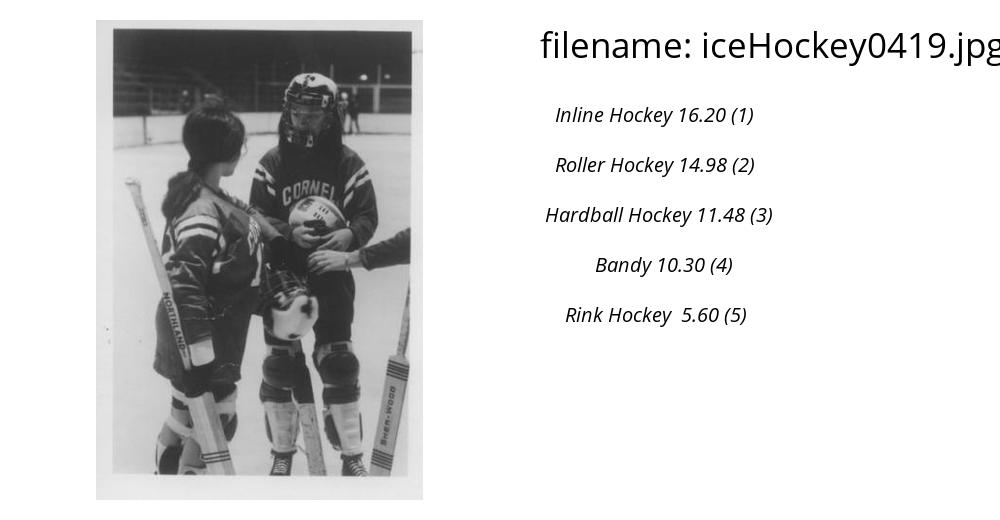 filename: iceHockey0419.jpg
Inline Hockey 16.20 (1)
Roller Hockey 14.98 (2)
Hardball Hockey 11.48 (3)
Bandy 10.30 (4)
Rink Hockey 5.60 (5)
CORNEL
NORTHLAND
SHER-WOOD